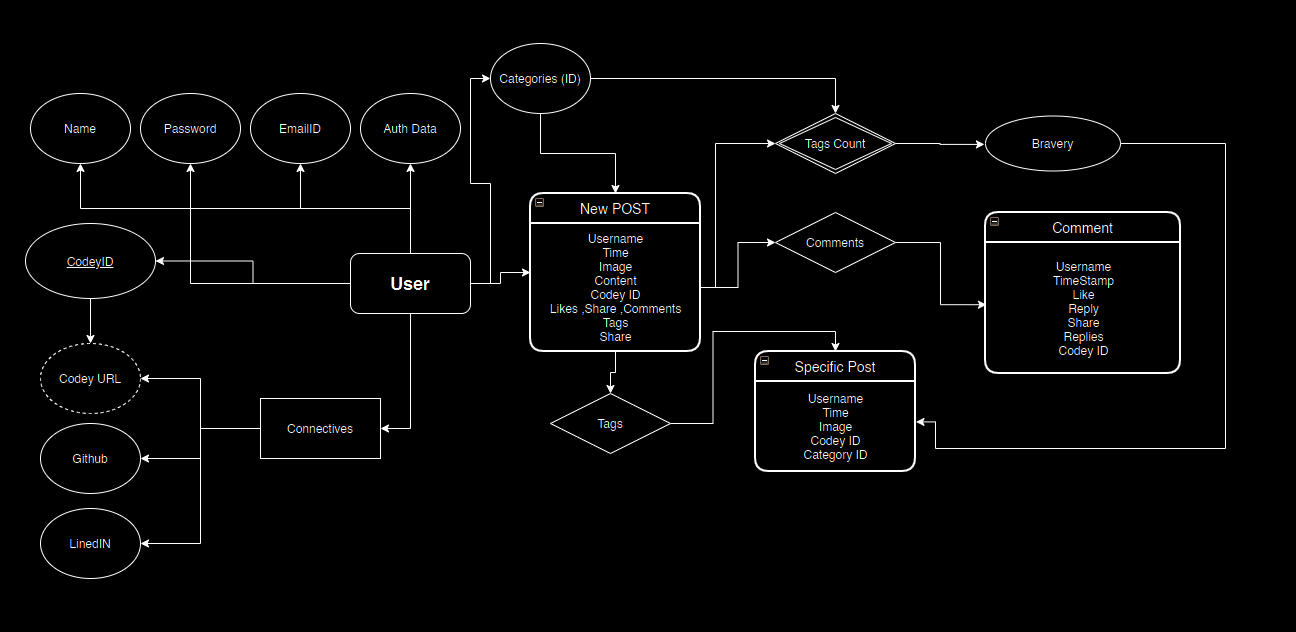 Categories (ID)
Name
Password
EmailID
Auth Data
Tags Count
Bravery
New POST
Username
Time
Image
Content
Codey ID
Likes ,Share ,Comments
Tags
Share
Comments
Comment
Username
TimeStamp
Like
Reply
Share
Replies
Codey ID
CodeyID
User
Codey URL
Connectives
Github
LinedIN
Tags
Specific Post
Username
Time
Image
Codey ID
Category ID